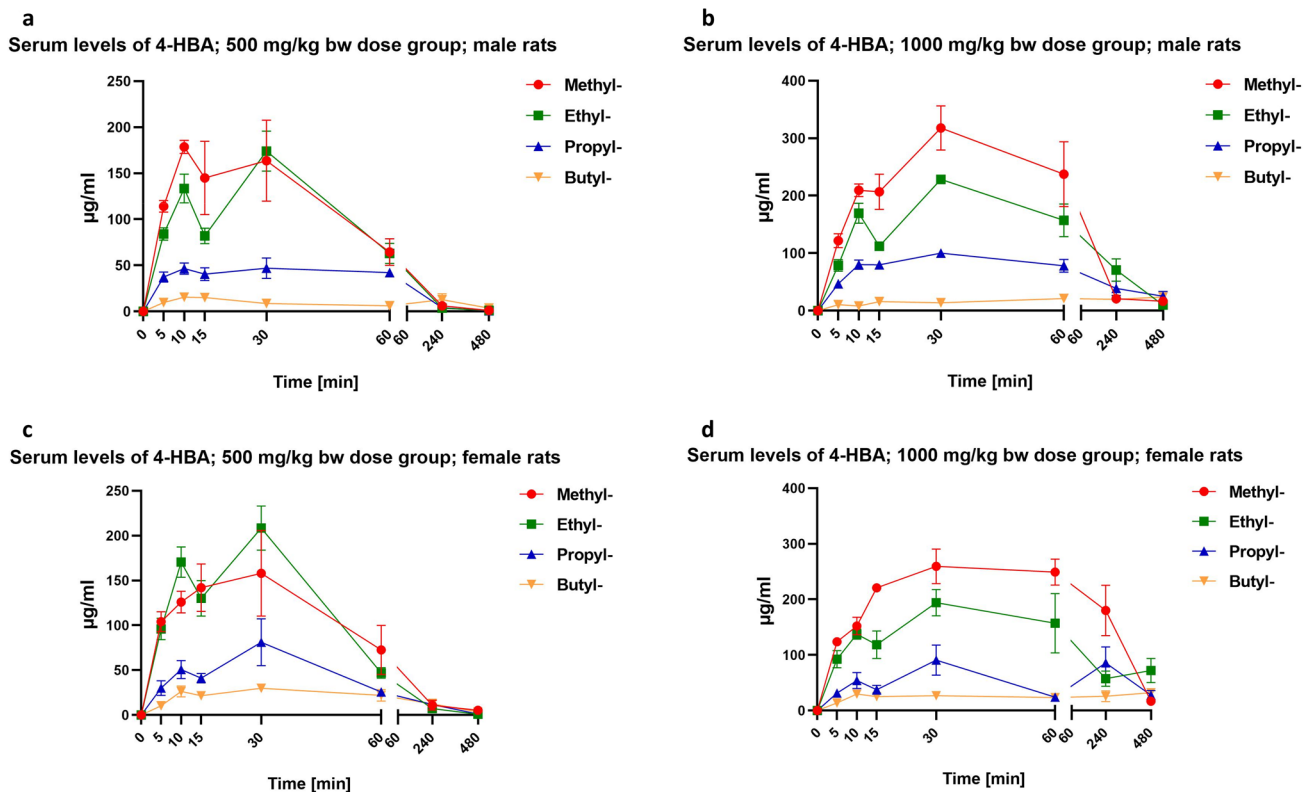 a
Serum levels of 4-HBA; 500 mg/kg bw dose group; male rats
250
200
150
100
50
0
µg/ml
0 5 10 15 30 60 60 240 480
Time [min]
Methyl-
Ethyl-
Propyl-
Butyl-
b
Serum levels of 4-HBA; 1000 mg/kg bw dose group; male rats
400
300
200
100
0
µg/ml
0 5 10 15 30 60 60 240 480
Time [min]
Methyl-
Ethyl-
Propyl-
Butyl-
c
Serum levels of 4-HBA; 500 mg/kg bw dose group; female rats
250
200
150
100
50
0
µg/ml
0 5 10 15 30 60 60 240 480
Time [min]
Methyl-
Ethyl-
Propyl-
Butyl-
d
Serum levels of 4-HBA; 1000 mg/kg bw dose group; female rats
400
300
200
100
0
µg/ml
0 5 10 15 30 60 60 240 480
Time [min]
Methyl-
Ethyl-
Propyl-
Butyl-